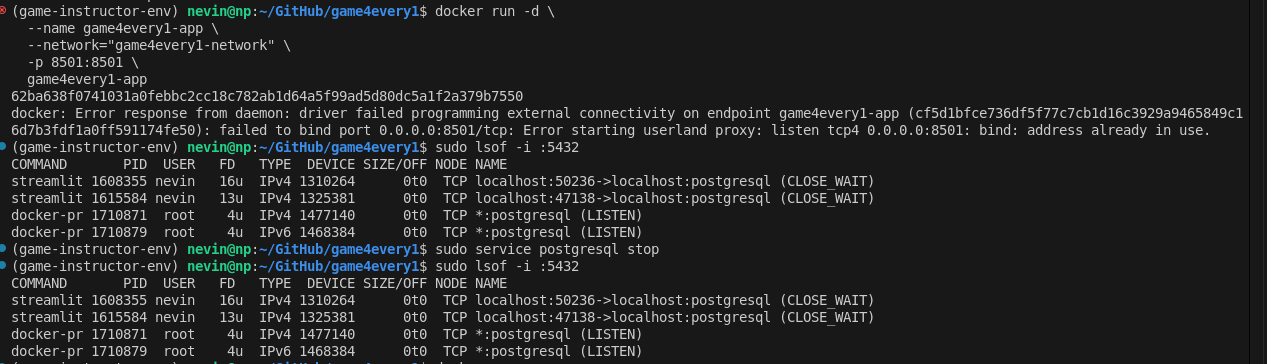 (game-instructor-env) nevin@np:~/GitHub/game4every1$ docker run -d \
  --name game4every1-app \
  --network="game4every1-network" \
  -p 8501:8501 \
  game4every1-app
62ba638f0741031a0febbc2cc18c782ab1d64a5f99ad5d80dc5a1f2a379b7550
docker: Error response from daemon: driver failed programming external connectivity on endpoint game4every1-app (cf5d1bfce736df5f77c7cb1d16c3929a9465849c1
6d7b3fdf1a0ff591174fe50): failed to bind port 0.0.0.0:8501/tcp: Error starting userland proxy: listen tcp4 0.0.0.0:8501: bind: address already in use.
(game-instructor-env) nevin@np:~/GitHub/game4every1$ sudo lsof -i :5432
COMMAND       PID  USER   FD   TYPE  DEVICE SIZE/OFF NODE NAME
streamlit 1608355 nevin   16u  IPv4 1310264      0t0  TCP localhost:50236->localhost:postgresql (CLOSE_WAIT)
streamlit 1615584 nevin   13u  IPv4 1325381      0t0  TCP localhost:47138->localhost:postgresql (CLOSE_WAIT)
docker-pr 1710871  root    4u  IPv4 1477140      0t0  TCP *:postgresql (LISTEN)
docker-pr 1710879  root    4u  IPv6 1468384      0t0  TCP *:postgresql (LISTEN)
(game-instructor-env) nevin@np:~/GitHub/game4every1$ sudo service postgresql stop
(game-instructor-env) nevin@np:~/GitHub/game4every1$ sudo lsof -i :5432
COMMAND       PID  USER   FD   TYPE  DEVICE SIZE/OFF NODE NAME
streamlit 1608355 nevin   16u  IPv4 1310264      0t0  TCP localhost:50236->localhost:postgresql (CLOSE_WAIT)
streamlit 1615584 nevin   13u  IPv4 1325381      0t0  TCP localhost:47138->localhost:postgresql (CLOSE_WAIT)
docker-pr 1710871  root    4u  IPv4 1477140      0t0  TCP *:postgresql (LISTEN)
docker-pr 1710879  root    4u  IPv6 1468384      0t0  TCP *:postgresql (LISTEN)